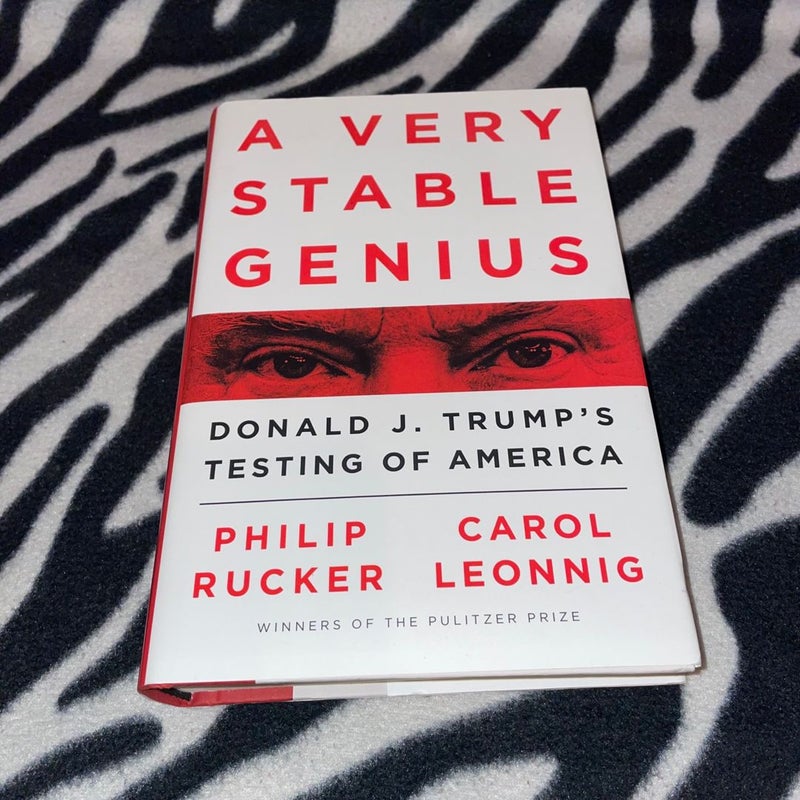 A VERY
STABLE
GENIUS
DONALD J. TRUMP'S
TESTING OF AMERICA
PHILIP
RUCKER
CAROL
LEONNIG
WINNERS OF THE PULITZER PRIZE